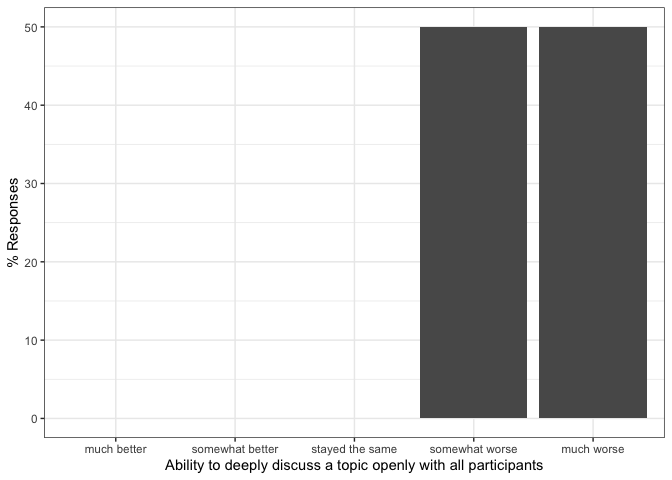 50
40
30
20
10
0
% Responses
much better
somewhat better
stayed the same
somewhat worse
much worse
Ability to deeply discuss a topic openly with all participants